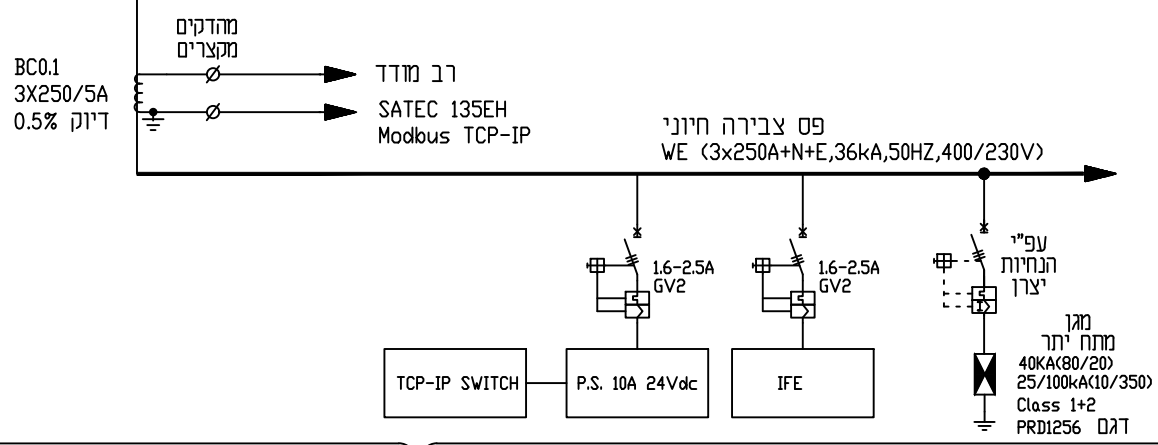 מהדקים
מקצרים
BC0.1
3X250/5A
דיוק 0.5%
רב מודד
SATEC 135EH
Modbus TCP-IP
פס צבירה חיוני
WE (3x250A+N+E,36kA,50HZ,400/230V)
1.6-2.5A
GV2
1.6-2.5A
GV2
עפ"י
הנחיות
יצרן
TCP-IP SWITCH
P.S. 10A 24Vdc
IFE
מגן
מתח יתר
40KA(80/20)
25/100kA(10/350)
Class 1+2
דגם PRD1256